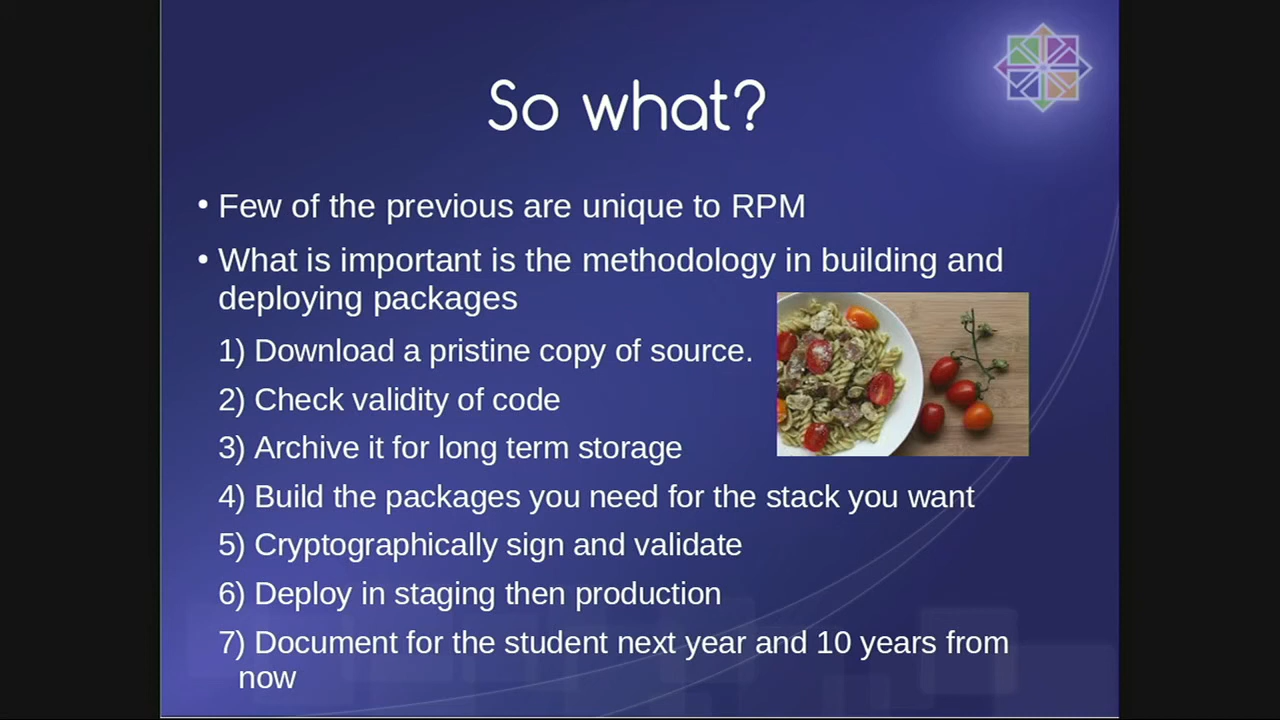 So what?
• Few of the previous are unique to RPM
• What is important is the methodology in building and
deploying packages
1) Download a pristine copy of source.
2) Check validity of code
3) Archive it for long term storage
4) Build the packages you need for the stack you want
5) Cryptographically sign and validate
6) Deploy in staging then production
7) Document for the student next year and 10 years from
now